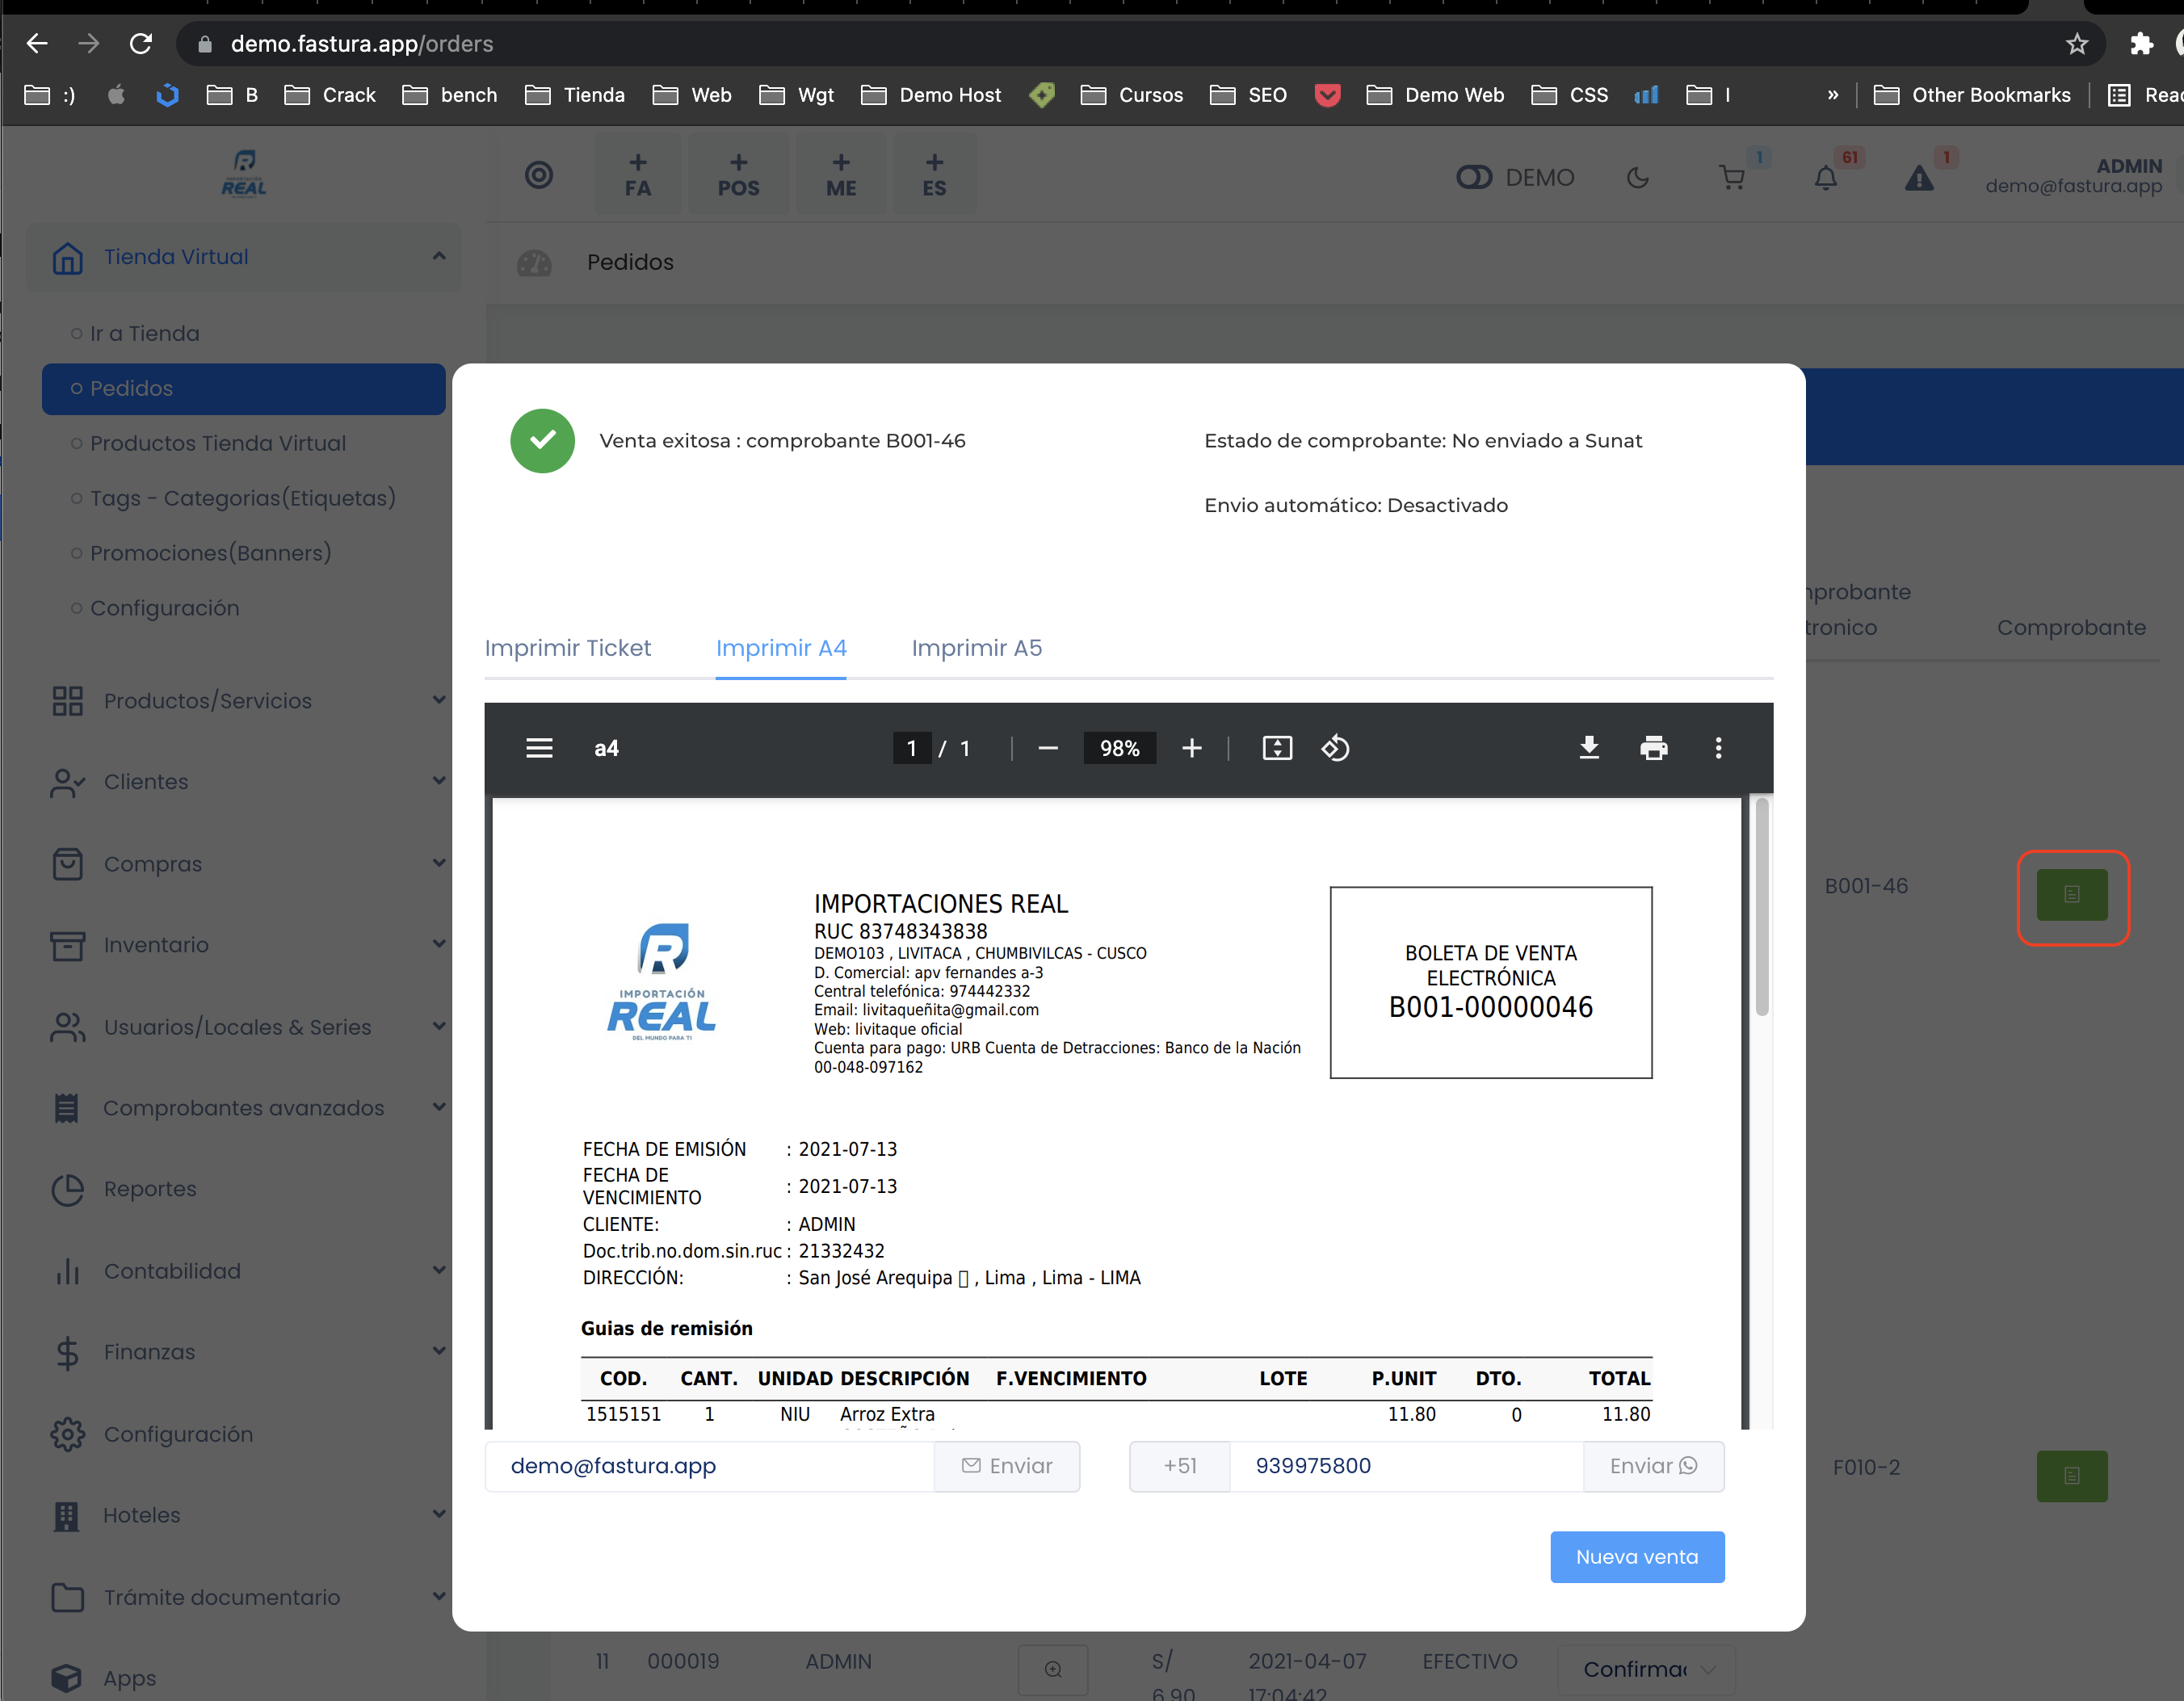 demo.fastura.app/orders
:) B Crack bench Tienda Web Wgt Demo Host Cursos SEO Demo Web CSS I » Other Bookmarks
IMPORTACIÓN
REAL
FA POS ME ES
DEMO 1 61 1
ADMIN
demo@fastura.app
Tienda Virtual
Pedidos
Ir a Tienda
Pedidos
Productos Tienda Virtual
Tags - Categorias(Etiquetas)
Promociones(Banners)
Configuración
Productos/Servicios
Clientes
Compras
Inventario
Usuarios/Locales & Series
Comprobantes avanzados
Reportes
Contabilidad
Finanzas
Configuración
Hoteles
Trámite documentario
Apps
Venta exitosa : comprobante B001-46
Estado de comprobante: No enviado a Sunat
Envio automático: Desactivado
Imprimir Ticket Imprimir A4 Imprimir A5
a4 1 / 1 98%
IMPORTACIÓN
REAL
DEL MUNDO PARA TI
IMPORTACIONES REAL
RUC 83748343838
DEMO103 , LIVITACA , CHUMBIVILCAS - CUSCO
D. Comercial: apv fernandes a-3
Central telefónica: 974442332
Email: livitaqueñita@gmail.com
Web: livitaque oficial
Cuenta para pago: URB Cuenta de Detracciones: Banco de la Nación
00-048-097162
BOLETA DE VENTA
ELECTRÓNICA
B001-00000046
FECHA DE EMISIÓN : 2021-07-13
FECHA DE
VENCIMIENTO : 2021-07-13
CLIENTE: : ADMIN
Doc.trib.no.dom.sin.ruc : 21332432
DIRECCIÓN: : San José Arequipa , Lima , Lima - LIMA
Guias de remisión
COD. CANT. UNIDAD DESCRIPCIÓN F.VENCIMIENTO LOTE P.UNIT DTO. TOTAL
1515151 1 NIU Arroz Extra 11.80 0 11.80
demo@fastura.app Enviar +51 939975800 Enviar
Nueva venta
mprobante
tronico Comprobante
B001-46
F010-2
11 000019 ADMIN S/ 2021-04-07 EFECTIVO Confirmac
6.90 17:04:42